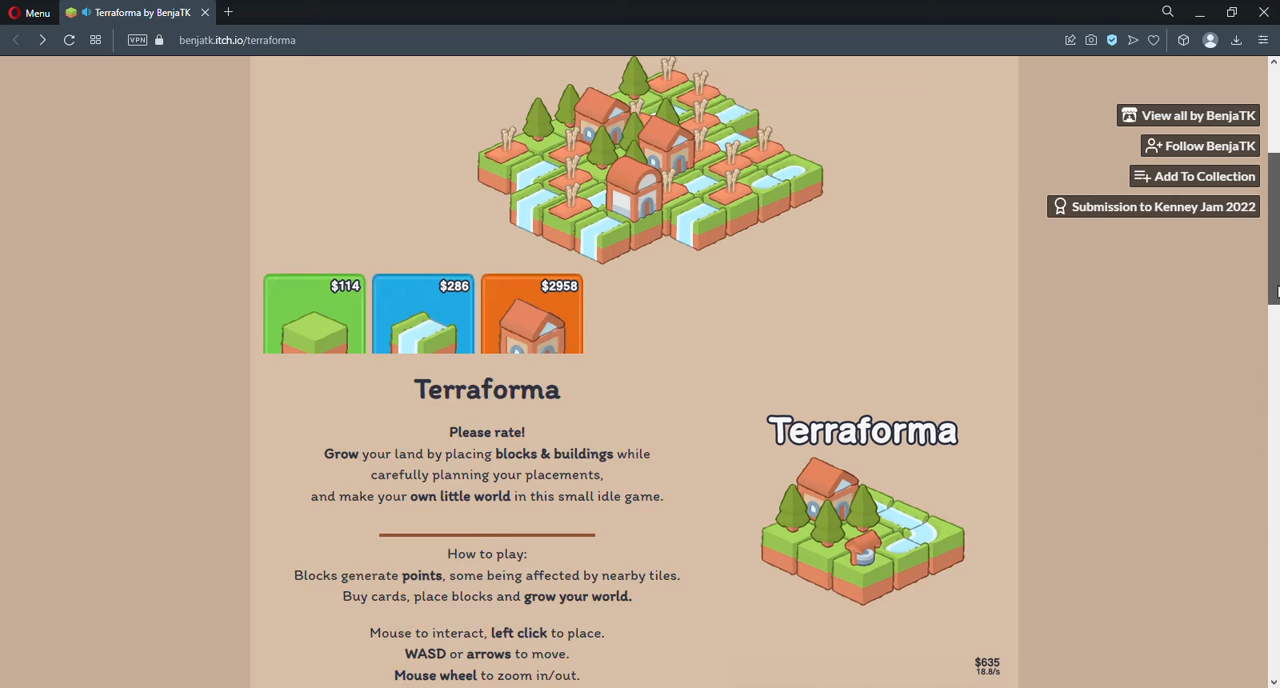 Menu
Terraforma by BenjaTK
VPN
benjatk.itch.io/terraforma
View all by BenjaTK
Follow BenjaTK
Add To Collection
Submission to Kenney Jam 2022
$114
$286
$2958
Terraforma
Please rate!
Grow your land by placing blocks & buildings while
carefully planning your placements,
and make your own little world in this small idle game.
How to play:
Blocks generate points, some being affected by nearby tiles.
Buy cards, place blocks and grow your world.
Mouse to interact, left click to place.
WASD or arrows to move.
Mouse wheel to zoom in/out.
Terraforma
$635
18.8/s